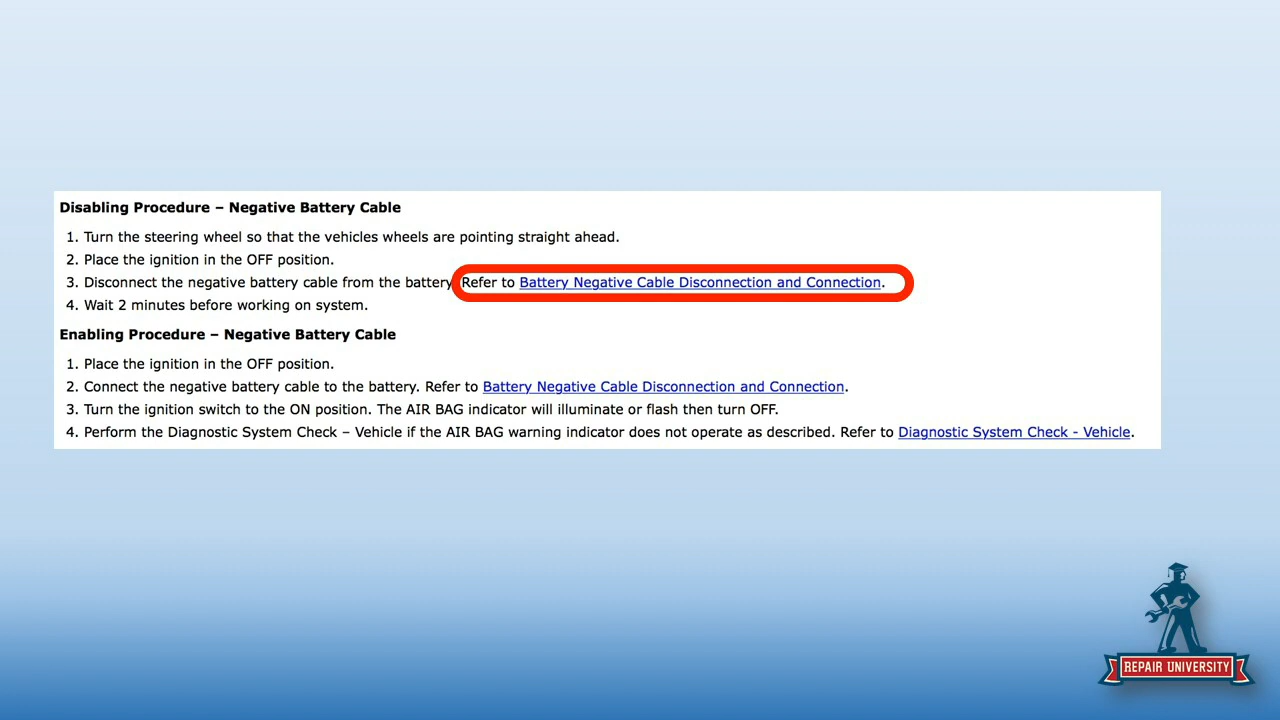 Disabling Procedure – Negative Battery Cable
1. Turn the steering wheel so that the vehicles wheels are pointing straight ahead.
2. Place the ignition in the OFF position.
3. Disconnect the negative battery cable from the battery Refer to Battery Negative Cable Disconnection and Connection.
4. Wait 2 minutes before working on system.
Enabling Procedure – Negative Battery Cable
1. Place the ignition in the OFF position.
2. Connect the negative battery cable to the battery. Refer to Battery Negative Cable Disconnection and Connection.
3. Turn the ignition switch to the ON position. The AIR BAG indicator will illuminate or flash then turn OFF.
4. Perform the Diagnostic System Check – Vehicle if the AIR BAG warning indicator does not operate as described. Refer to Diagnostic System Check - Vehicle.
REPAIR UNIVERSITY